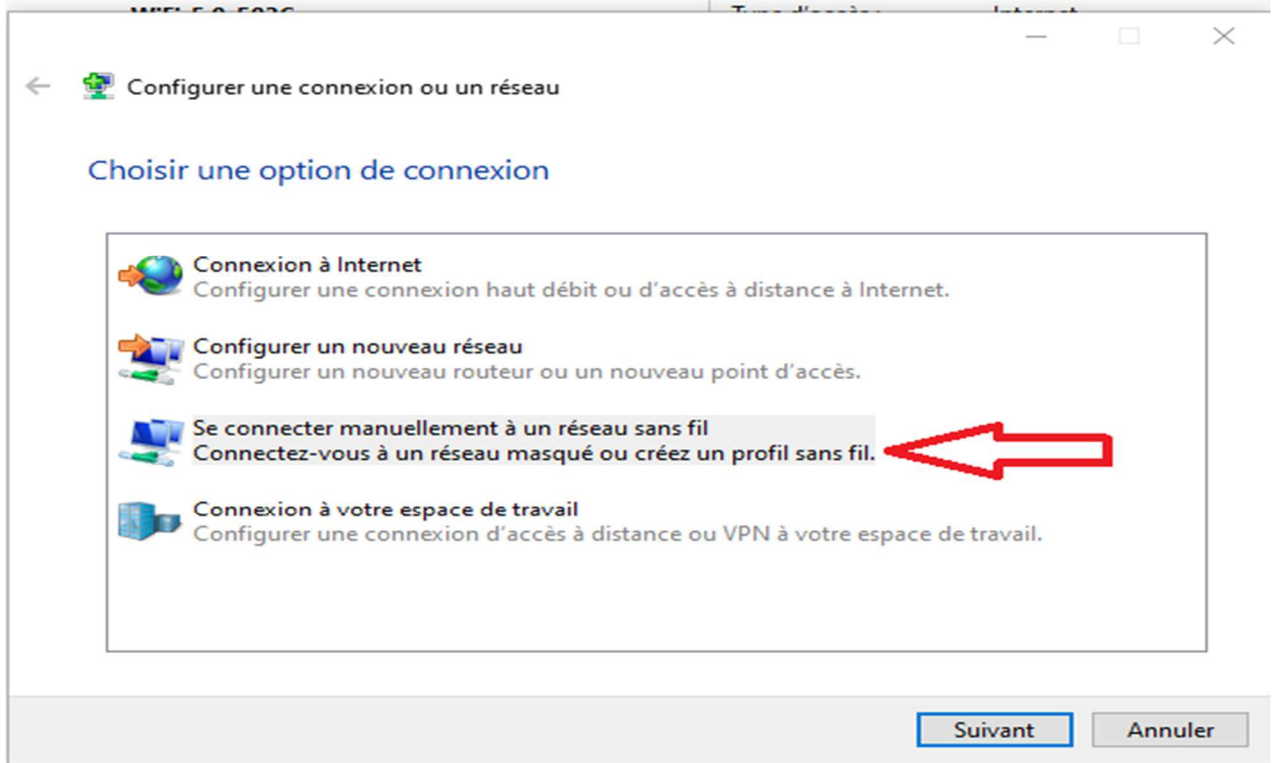 Configurer une connexion ou un réseau
Choisir une option de connexion
Connexion à Internet
Configurer une connexion haut débit ou d'accès à distance à Internet.
Configurer un nouveau réseau
Configurer un nouveau routeur ou un nouveau point d'accès.
Se connecter manuellement à un réseau sans fil
Connectez-vous à un réseau masqué ou créez un profil sans fil.
Connexion à votre espace de travail
Configurer une connexion d'accès à distance ou VPN à votre espace de travail.
Suivant Annuler